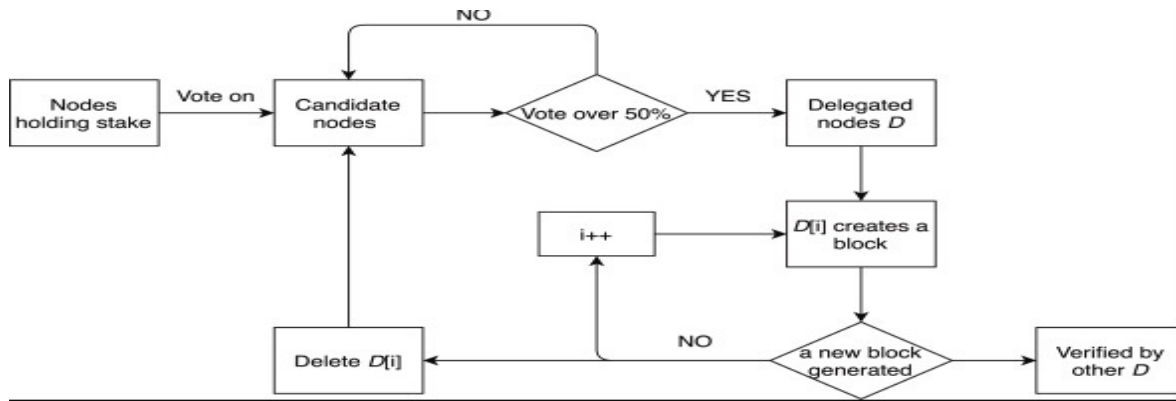 NO
Nodes
holding stake
Vote on
Candidate
nodes
Vote over 50%
YES
Delegated
nodes D
i++
D[i] creates a
block
Delete D[i]
NO
a new block
generated
Verified by
other D